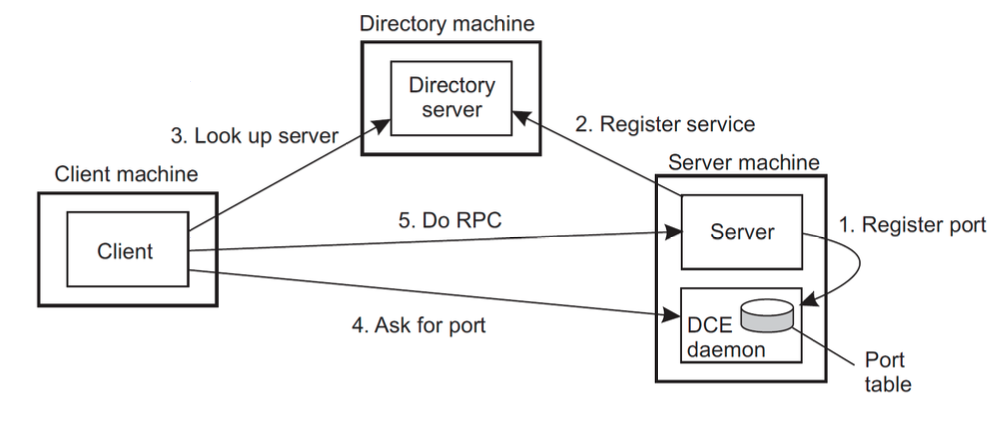 Directory machine
Directory
server
3. Look up server
2. Register service
Client machine
Server machine
Client
5. Do RPC
Server
1. Register port
4. Ask for port
DCE
daemon
Port
table